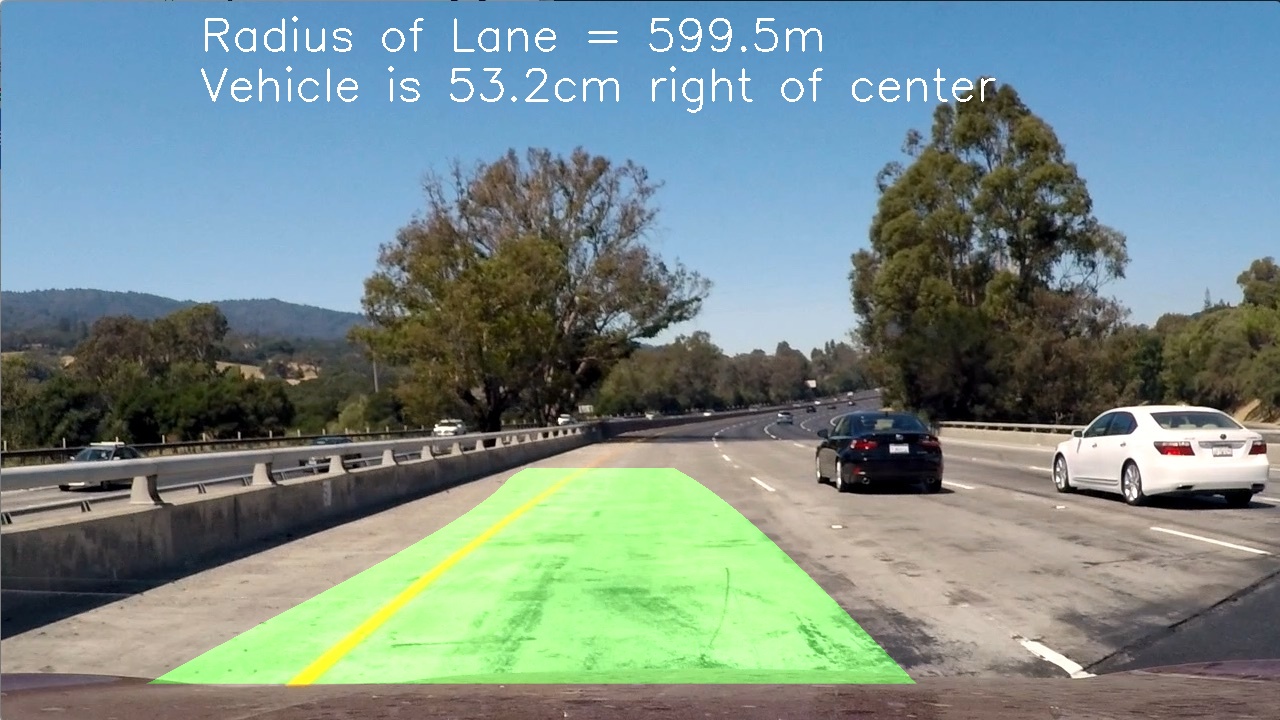 Radius of Lane = 599.5m
Vehicle is 53.2cm right of center